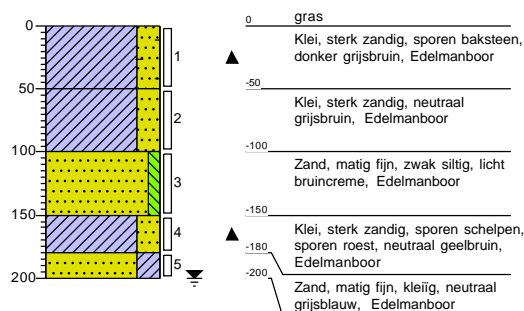 0
50
100
150
200
1
2
3
4
5
0
gras
Klei, sterk zandig, sporen baksteen,
donker grijsbruin, Edelmanboor
-50
Klei, sterk zandig, neutraal
grijsbruin, Edelmanboor
-100
Zand, matig fijn, zwak siltig, licht
bruincreme, Edelmanboor
-150
Klei, sterk zandig, sporen schelpen,
sporen roest, neutraal geelbruin,
Edelmanboor
-180
Zand, matig fijn, kleiïg, neutraal
grijsblauw, Edelmanboor
-200